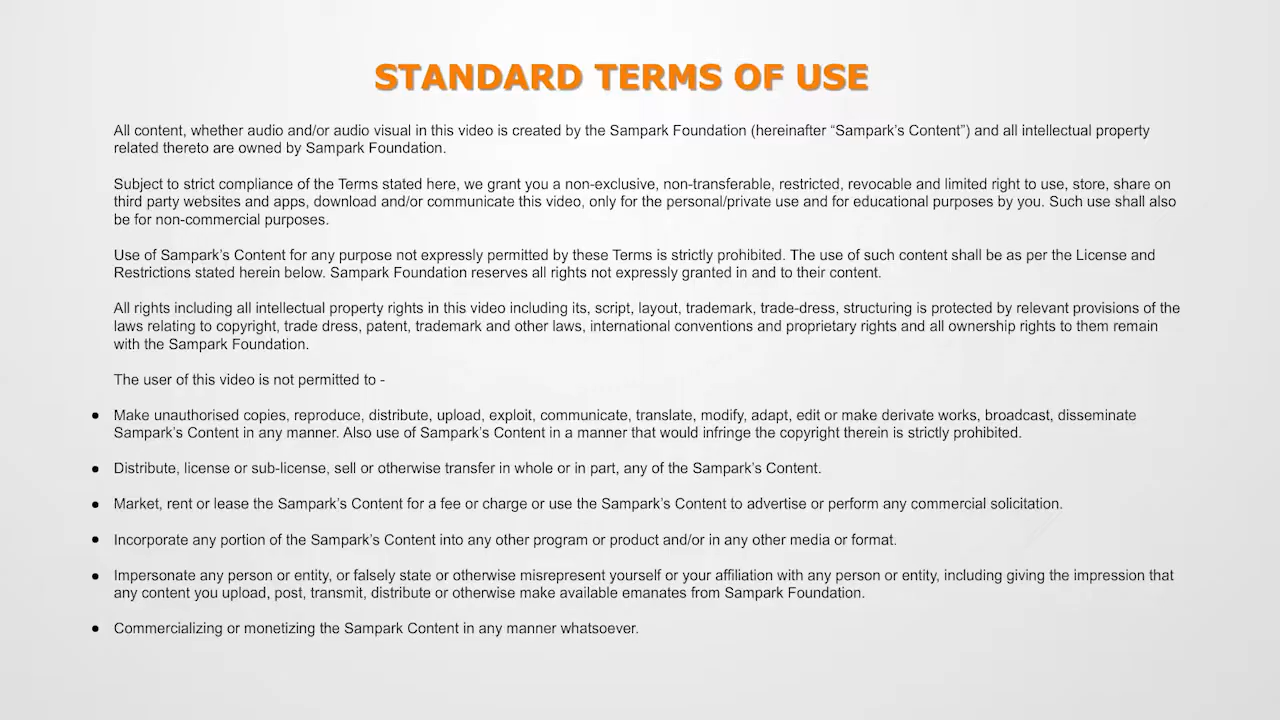 STANDARD TERMS OF USE
All content, whether audio and/or audio visual in this video is created by the Sampark Foundation (hereinafter “Sampark’s Content”) and all intellectual property
related thereto are owned by Sampark Foundation.
Subject to strict compliance of the Terms stated here, we grant you a non-exclusive, non-transferable, restricted, revocable and limited right to use, store, share on
third party websites and apps, download and/or communicate this video, only for the personal/private use and for educational purposes by you. Such use shall also
be for non-commercial purposes.
Use of Sampark’s Content for any purpose not expressly permitted by these Terms is strictly prohibited. The use of such content shall be as per the License and
Restrictions stated herein below. Sampark Foundation reserves all rights not expressly granted in and to their content.
All rights including all intellectual property rights in this video including its, script, layout, trademark, trade-dress, structuring is protected by relevant provisions of the
laws relating to copyright, trade dress, patent, trademark and other laws, international conventions and proprietary rights and all ownership rights to them remain
with the Sampark Foundation.
The user of this video is not permitted to -
● Make unauthorised copies, reproduce, distribute, upload, exploit, communicate, translate, modify, adapt, edit or make derivate works, broadcast, disseminate
Sampark’s Content in any manner. Also use of Sampark’s Content in a manner that would infringe the copyright therein is strictly prohibited.
● Distribute, license or sub-license, sell or otherwise transfer in whole or in part, any of the Sampark’s Content.
● Market, rent or lease the Sampark’s Content for a fee or charge or use the Sampark’s Content to advertise or perform any commercial solicitation.
● Incorporate any portion of the Sampark’s Content into any other program or product and/or in any other media or format.
● Impersonate any person or entity, or falsely state or otherwise misrepresent yourself or your affiliation with any person or entity, including giving the impression that
any content you upload, post, transmit, distribute or otherwise make available emanates from Sampark Foundation.
● Commercializing or monetizing the Sampark Content in any manner whatsoever.